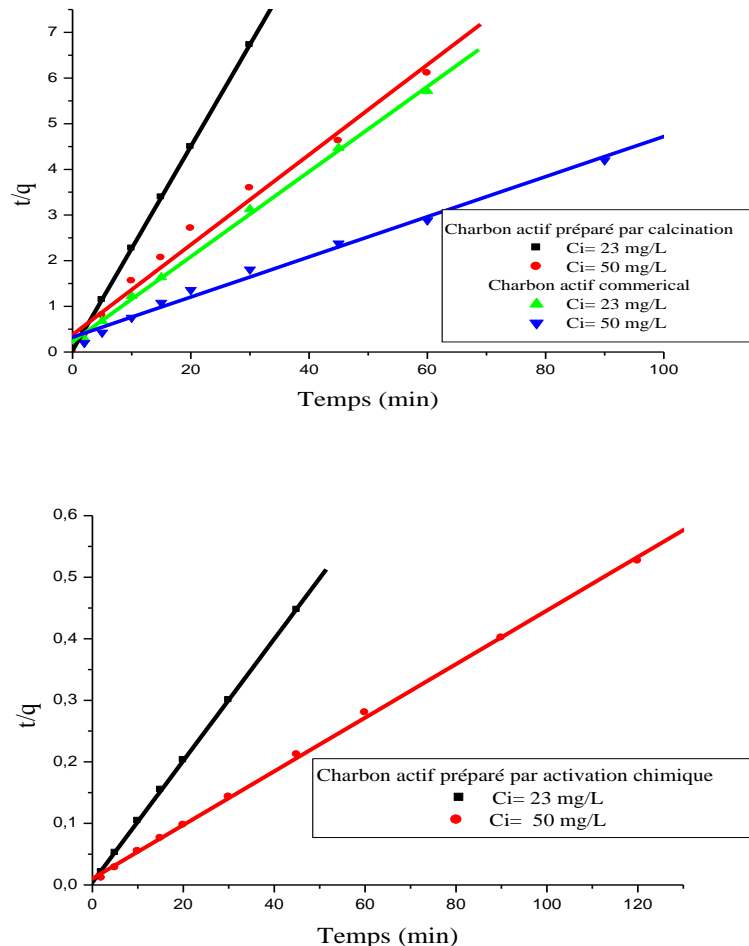 7
6
5
4
3
2
1
0
t/q
0 20 40 60 80 100
Temps (min)
Charbon actif préparé par calcination
Ci= 23 mg/L
Ci= 50 mg/L
Charbon actif commerical
Ci= 23 mg/L
Ci= 50 mg/L
0,6
0,5
0,4
0,3
0,2
0,1
0,0
t/q
0 20 40 60 80 100 120
Temps (min)
Charbon actif préparé par activation chimique
Ci= 23 mg/L
Ci= 50 mg/L